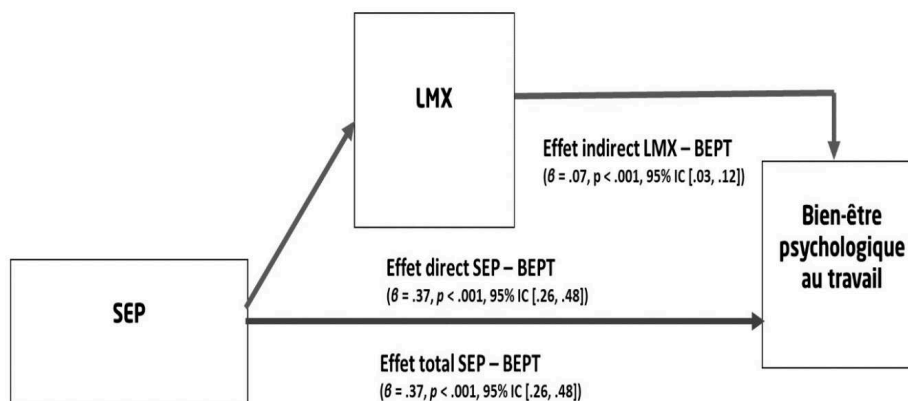 LMX
Effet indirect LMX – BEPT
(β = .07, p < .001, 95% IC [.03, .12])
Bien-être
psychologique
au travail
Effet direct SEP – BEPT
(β = .37, p < .001, 95% IC [.26, .48])
SEP
Effet total SEP – BEPT
(β = .37, p < .001, 95% IC [.26, .48])